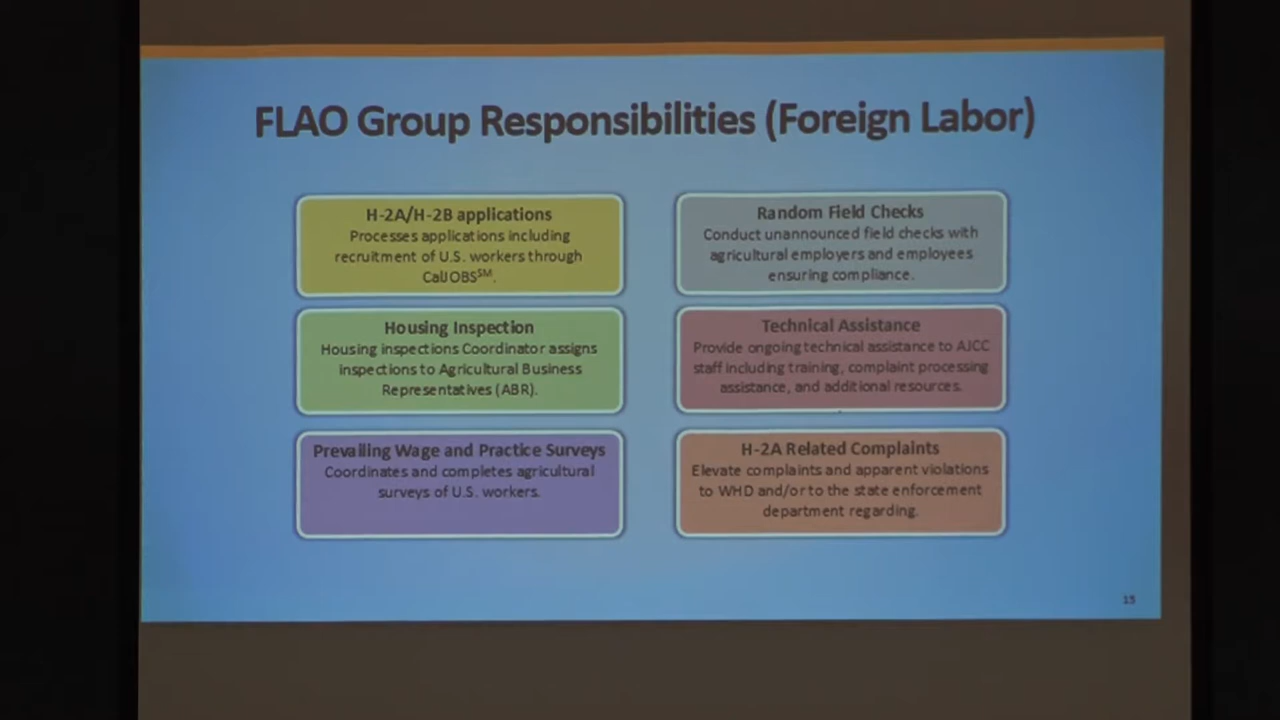 FLAO Group Responsibilities (Foreign Labor)
H-2A/H-2B applications
Processes applications including
recruitment of U.S. workers through
CalJOBS℠.
Housing Inspection
Housing inspections Coordinator assigns
inspections to Agricultural Business
Representatives (ABR).
Prevailing Wage and Practice Surveys
Coordinates and completes agricultural
surveys of U.S. workers.
Random Field Checks
Conduct unannounced field checks with
agricultural employers and employees
ensuring compliance.
Technical Assistance
Provide ongoing technical assistance to AJCC
staff including training, complaint processing
assistance, and additional resources.
H-2A Related Complaints
Elevate complaints and apparent violations
to WHD and/or to the state enforcement
department regarding.